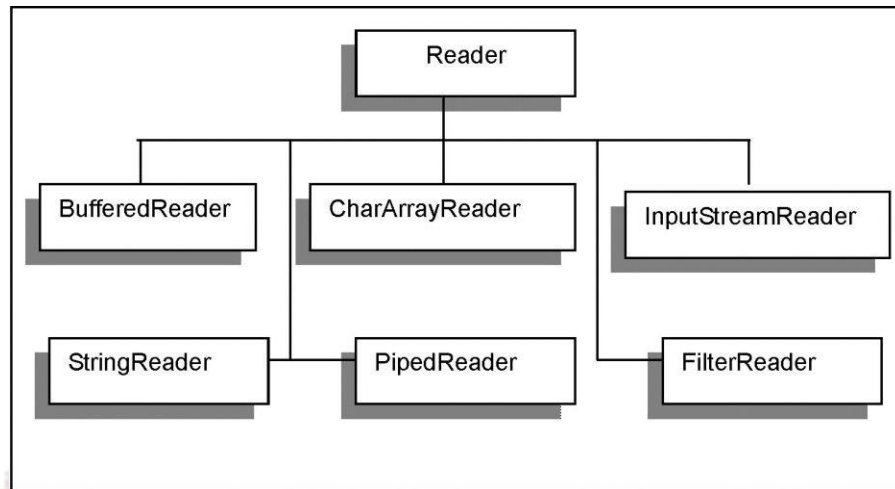 Reader
BufferedReader
CharArrayReader
InputStreamReader
StringReader
PipedReader
FilterReader